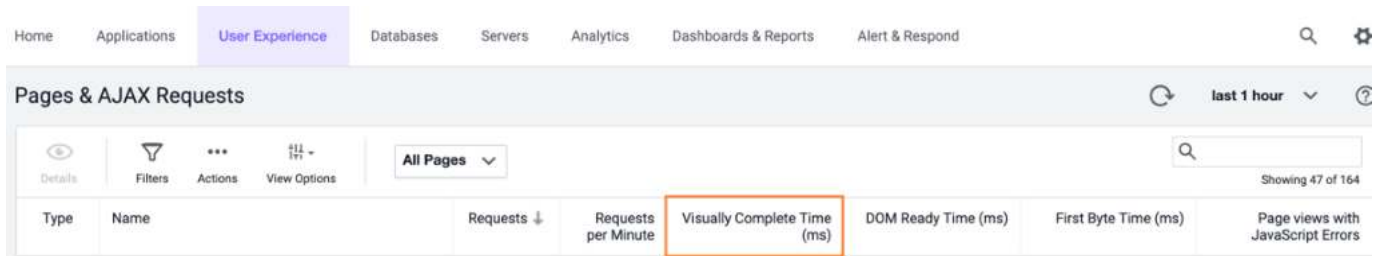 Home Applications User Experience Databases Servers Analytics Dashboards & Reports Alert & Respond
Pages & AJAX Requests last 1 hour
Details Filters Actions View Options All Pages
Showing 47 of 164
Type Name Requests Requests per Minute Visually Complete Time (ms) DOM Ready Time (ms) First Byte Time (ms) Page views with JavaScript Errors